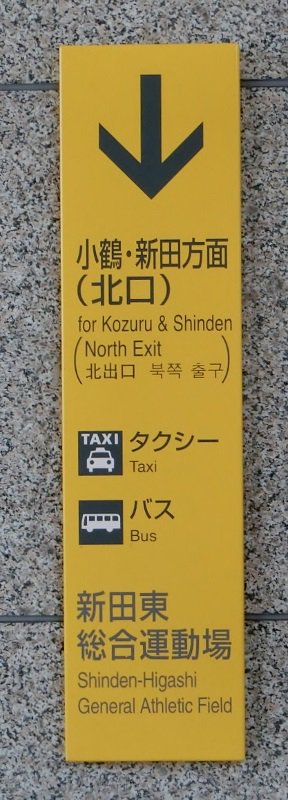 小鶴・新田方面
（北口）
for Kozuru & Shinden
(North Exit
北出口 북쪽 출구)
TAXI タクシー
Taxi
バス
Bus
新田東
総合運動場
Shinden-Higashi
General Athletic Field